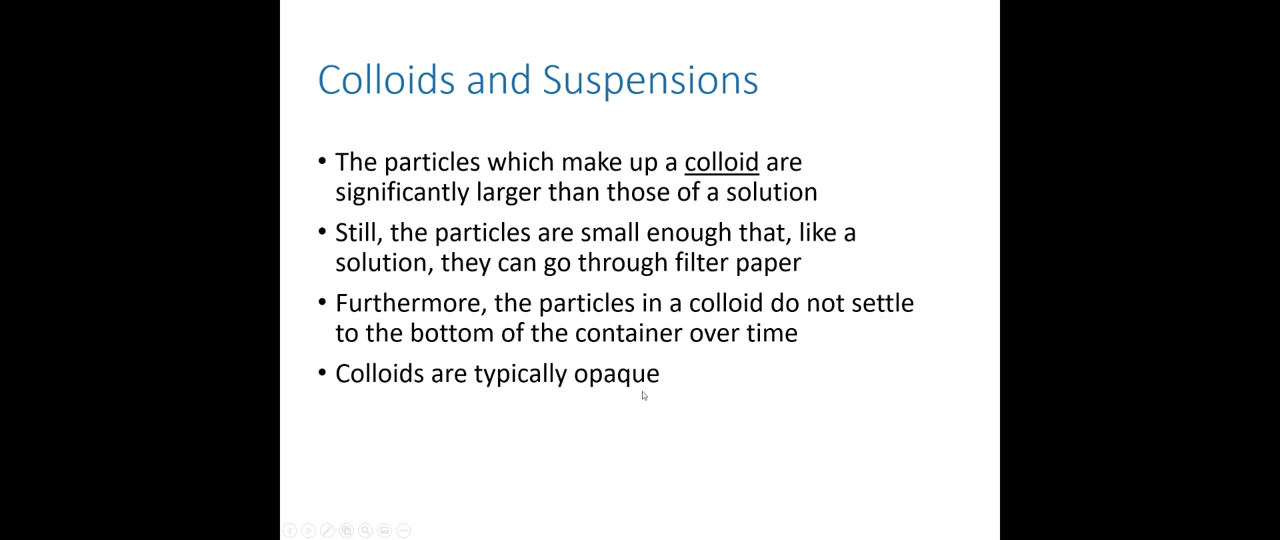 Colloids and Suspensions
• The particles which make up a colloid are
significantly larger than those of a solution
• Still, the particles are small enough that, like a
solution, they can go through filter paper
• Furthermore, the particles in a colloid do not settle
to the bottom of the container over time
• Colloids are typically opaque